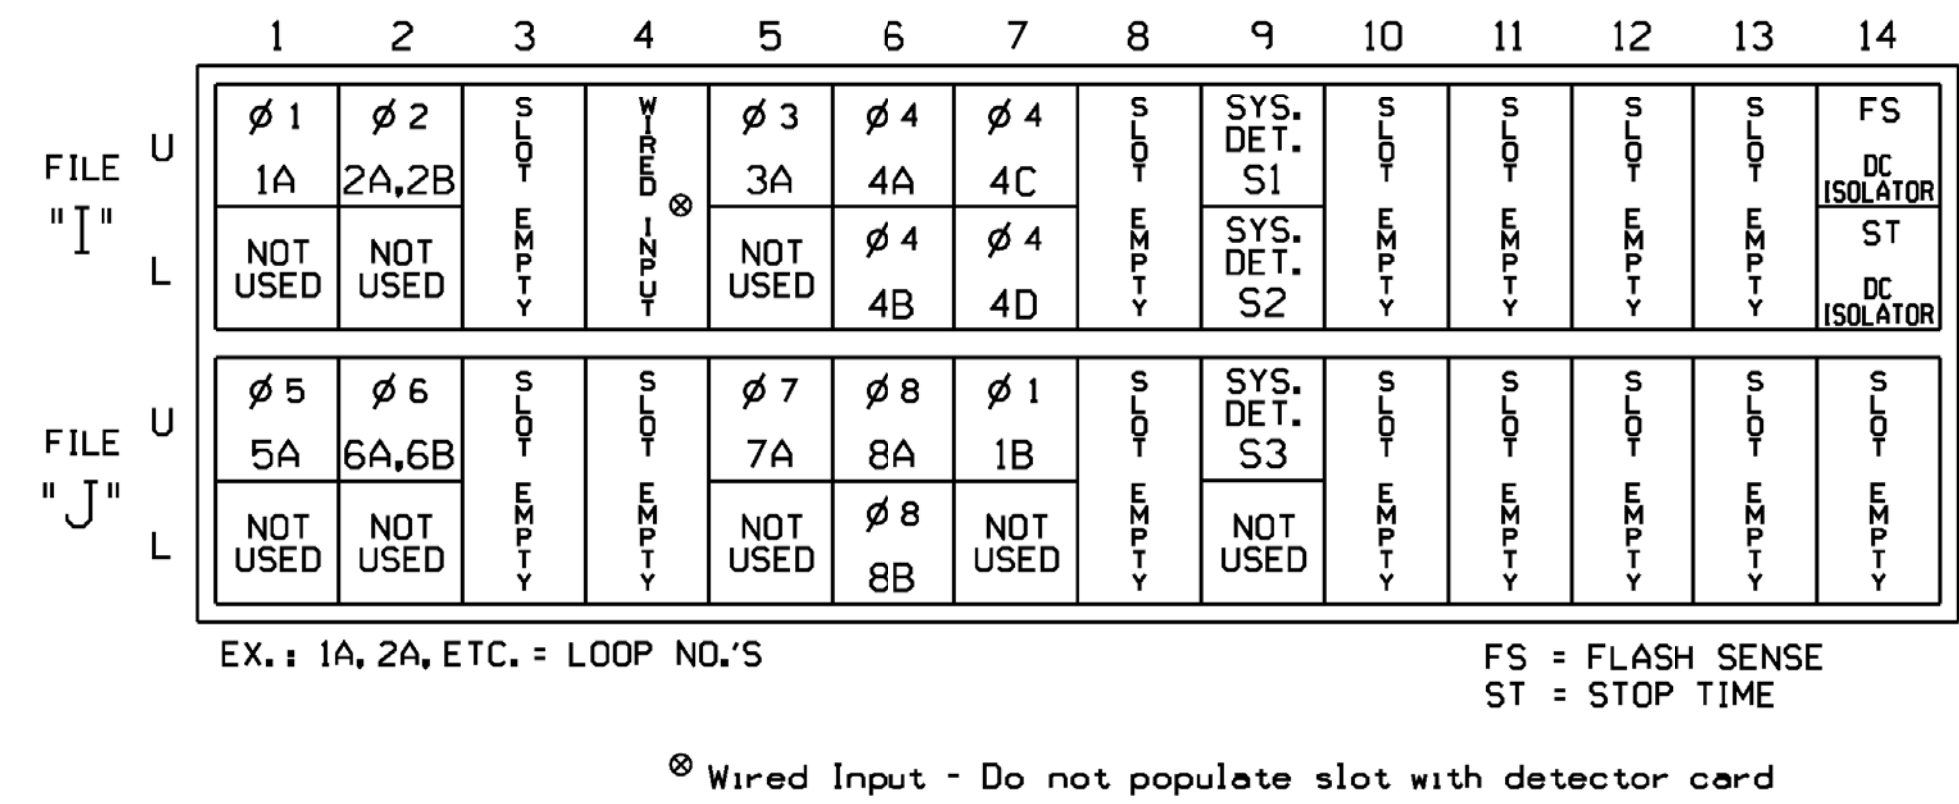 1 2 3 4 5 6 7 8 9 10 11 12 13 14
FILE "I"
U
L
Ø 1
1A
NOT USED
Ø 2
2A,2B
NOT USED
SLOT EMPTY
WIRED INPUT ⊗
Ø 3
3A
NOT USED
Ø 4
4A
Ø 4
4B
Ø 4
4C
Ø 4
4D
SLOT EMPTY
SYS.
DET.
S1
SYS.
DET.
S2
SLOT EMPTY
SLOT EMPTY
SLOT EMPTY
SLOT EMPTY
FS
DC
ISOLATOR
ST
DC
ISOLATOR
FILE "J"
U
L
Ø 5
5A
NOT USED
Ø 6
6A,6B
NOT USED
SLOT EMPTY
SLOT EMPTY
Ø 7
7A
NOT USED
Ø 8
8A
Ø 8
8B
Ø 1
1B
NOT USED
SLOT EMPTY
SYS.
DET.
S3
NOT USED
SLOT EMPTY
SLOT EMPTY
SLOT EMPTY
SLOT EMPTY
SLOT EMPTY
EX.: 1A, 2A, ETC. = LOOP NO.'S
FS = FLASH SENSE
ST = STOP TIME
⊗ Wired Input - Do not populate slot with detector card